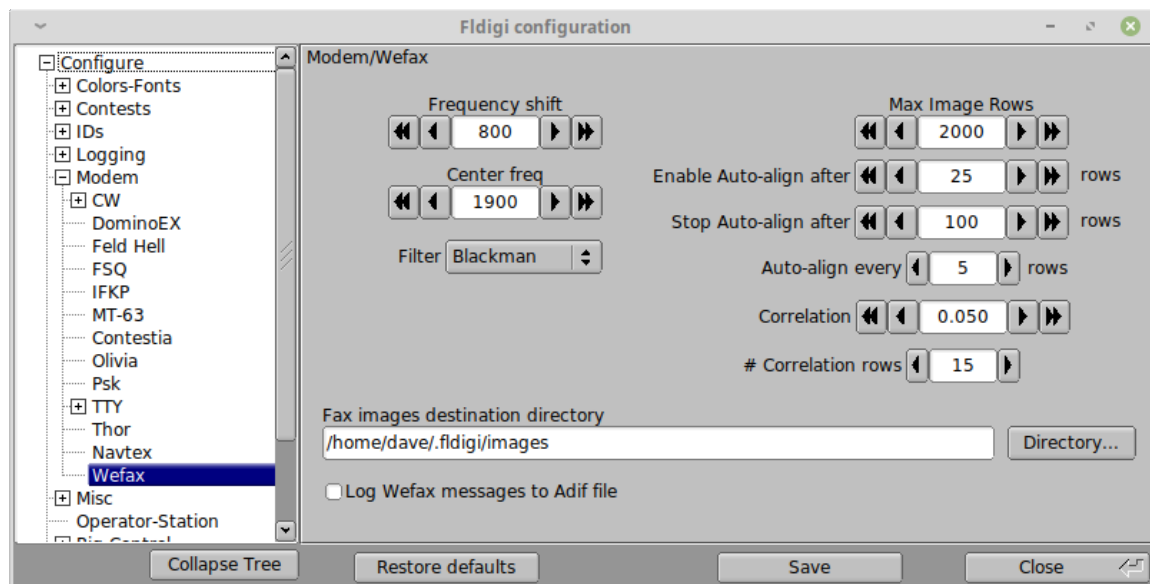 Fldigi configuration
Configure
Colors-Fonts
Contests
IDs
Logging
Modem
CW
DominoEX
Feld Hell
FSQ
IFKP
MT-63
Contestia
Olivia
Psk
TTY
Thor
Navtex
Wefax
Misc
Operator-Station
Collapse Tree
Modem/Wefax
Frequency shift
800
Center freq
1900
Filter Blackman
Max Image Rows
2000
Enable Auto-align after 25 rows
Stop Auto-align after 100 rows
Auto-align every 5 rows
Correlation 0.050
# Correlation rows 15
Fax images destination directory
/home/dave/.fldigi/images Directory...
Log Wefax messages to Adif file
Restore defaults Save Close